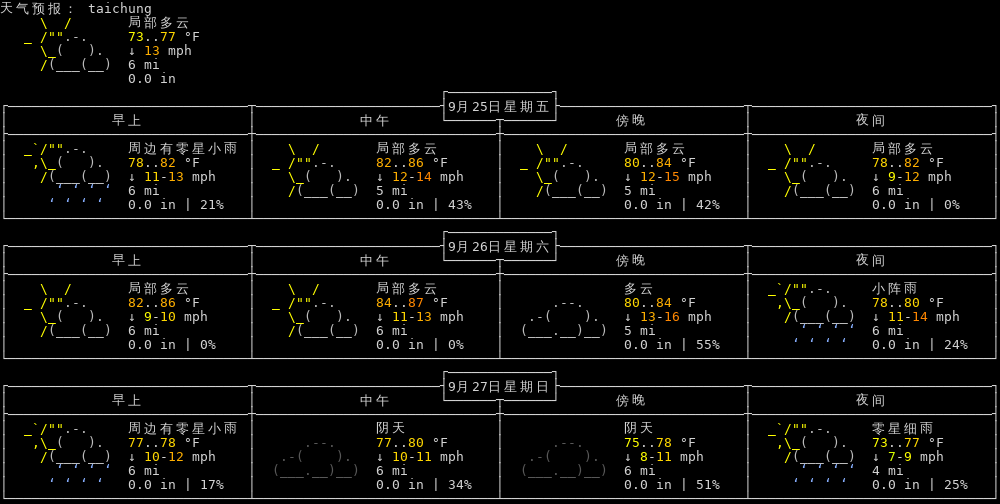 天气预报： taichung
局部多云
73..77 °F
↓ 13 mph
6 mi
0.0 in
9月25日星期五
早上 中午 傍晚 夜间
周边有零星小雨 局部多云 局部多云 局部多云
78..82 °F 82..86 °F 80..84 °F 78..82 °F
↓ 11-13 mph ↓ 12-14 mph ↓ 12-15 mph ↓ 9-12 mph
6 mi 5 mi 5 mi 6 mi
0.0 in | 21% 0.0 in | 43% 0.0 in | 42% 0.0 in | 0%
9月26日星期六
早上 中午 傍晚 夜间
局部多云 局部多云 多云 小阵雨
82..86 °F 84..87 °F 80..84 °F 78..80 °F
↓ 9-10 mph ↓ 11-13 mph ↓ 13-16 mph ↓ 11-14 mph
6 mi 6 mi 5 mi 6 mi
0.0 in | 0% 0.0 in | 0% 0.0 in | 55% 0.0 in | 24%
9月27日星期日
早上 中午 傍晚 夜间
周边有零星小雨 阴天 阴天 零星细雨
77..78 °F 77..80 °F 75..78 °F 73..77 °F
↓ 10-12 mph ↓ 10-11 mph ↓ 8-11 mph ↓ 7-9 mph
6 mi 6 mi 6 mi 4 mi
0.0 in | 17% 0.0 in | 34% 0.0 in | 51% 0.0 in | 25%